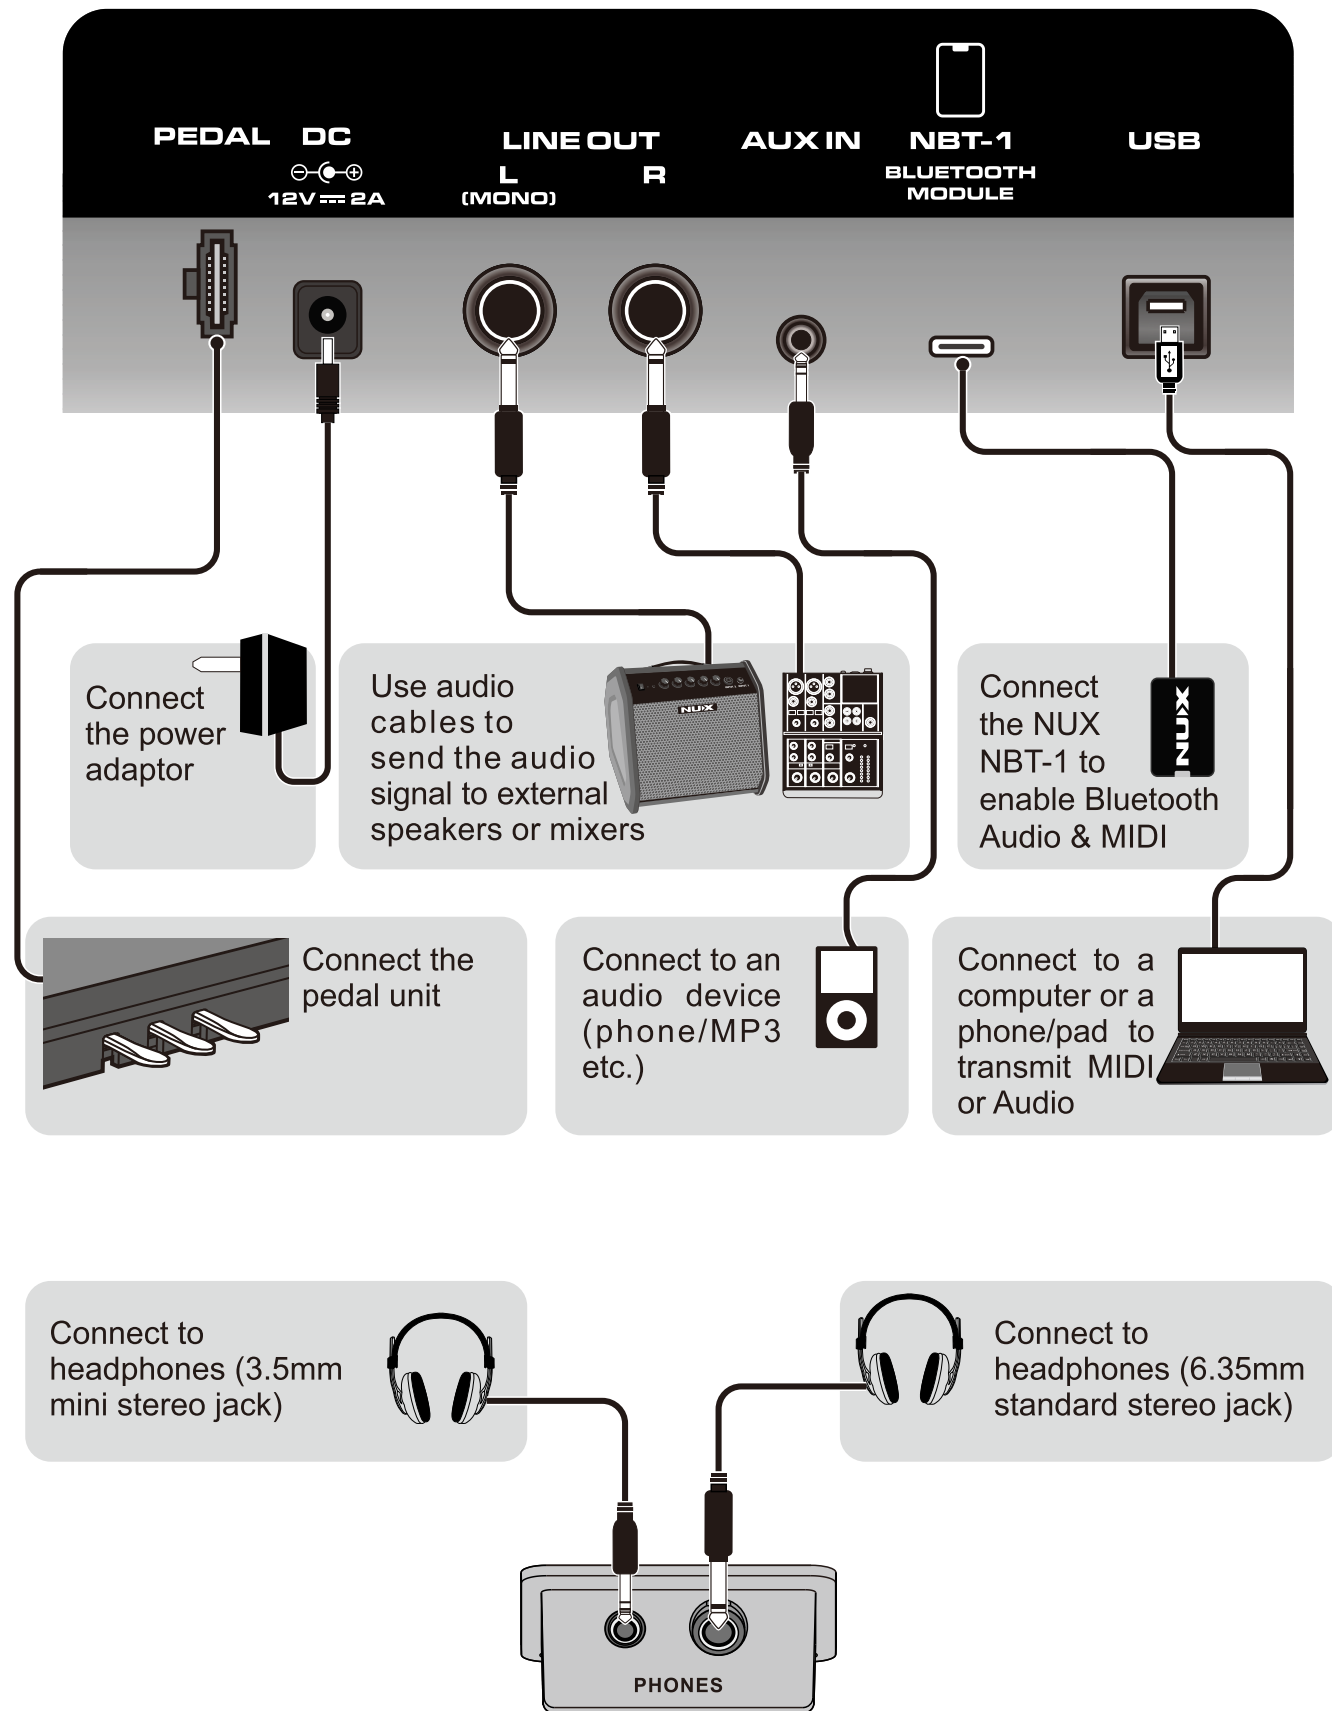 PEDAL DC LINE OUT AUX IN NBT-1 USB
L R BLUETOOTH
12V 2A (MONO) MODULE
Connect
the power
adaptor
Use audio
cables to
send the audio
signal to external
speakers or mixers
NUX
Connect
the NUX
NBT-1 to
enable Bluetooth
Audio & MIDI
NUX
Connect the
pedal unit
Connect to an
audio device
(phone/MP3
etc.)
Connect to a
computer or a
phone/pad to
transmit MIDI
or Audio
Connect to
headphones (3.5mm
mini stereo jack)
Connect to
headphones (6.35mm
standard stereo jack)
PHONES